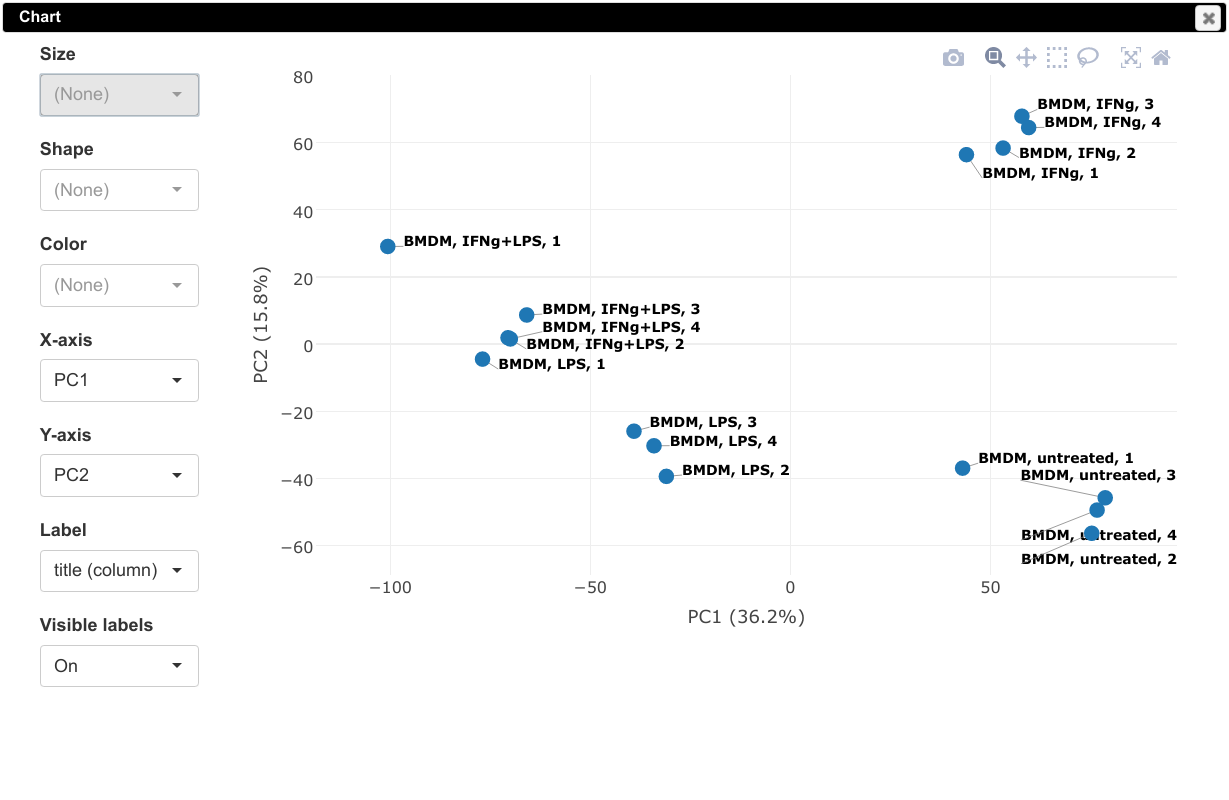 Chart
Size
(None)
Shape
(None)
Color
(None)
X-axis
PC1
Y-axis
PC2
Label
title (column)
Visible labels
On
80
60
40
20
0
−20
−40
−60
PC2 (15.8%)
BMDM, IFNg, 3
BMDM, IFNg, 4
BMDM, IFNg, 2
BMDM, IFNg, 1
BMDM, IFNg+LPS, 1
BMDM, IFNg+LPS, 3
BMDM, IFNg+LPS, 4
BMDM, IFNg+LPS, 2
BMDM, LPS, 1
BMDM, LPS, 3
BMDM, LPS, 4
BMDM, LPS, 2
BMDM, untreated, 1
BMDM, untreated, 3
BMDM, untreated, 4
BMDM, untreated, 2
−100
−50
0
50
PC1 (36.2%)